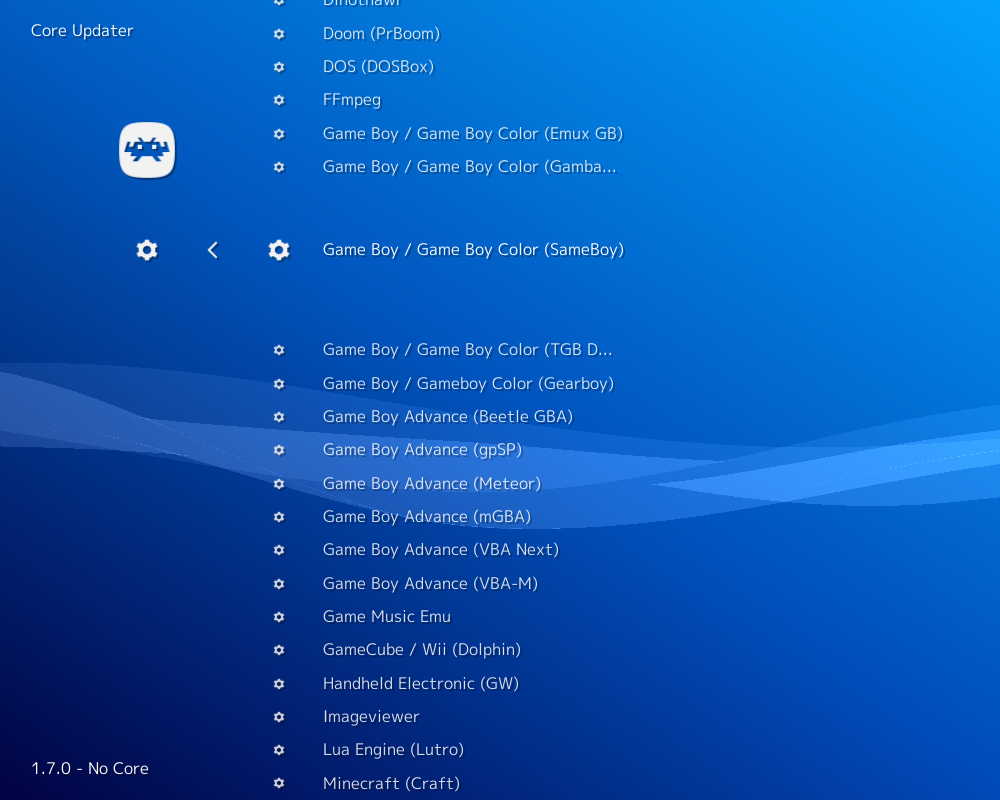 Dinothawr
Core Updater
Doom (PrBoom)
DOS (DOSBox)
FFmpeg
Game Boy / Game Boy Color (Emux GB)
Game Boy / Game Boy Color (Gamba...
Game Boy / Game Boy Color (SameBoy)
Game Boy / Game Boy Color (TGB D...
Game Boy / Gameboy Color (Gearboy)
Game Boy Advance (Beetle GBA)
Game Boy Advance (gpSP)
Game Boy Advance (Meteor)
Game Boy Advance (mGBA)
Game Boy Advance (VBA Next)
Game Boy Advance (VBA-M)
Game Music Emu
GameCube / Wii (Dolphin)
Handheld Electronic (GW)
Imageviewer
Lua Engine (Lutro)
Minecraft (Craft)
1.7.0 - No Core